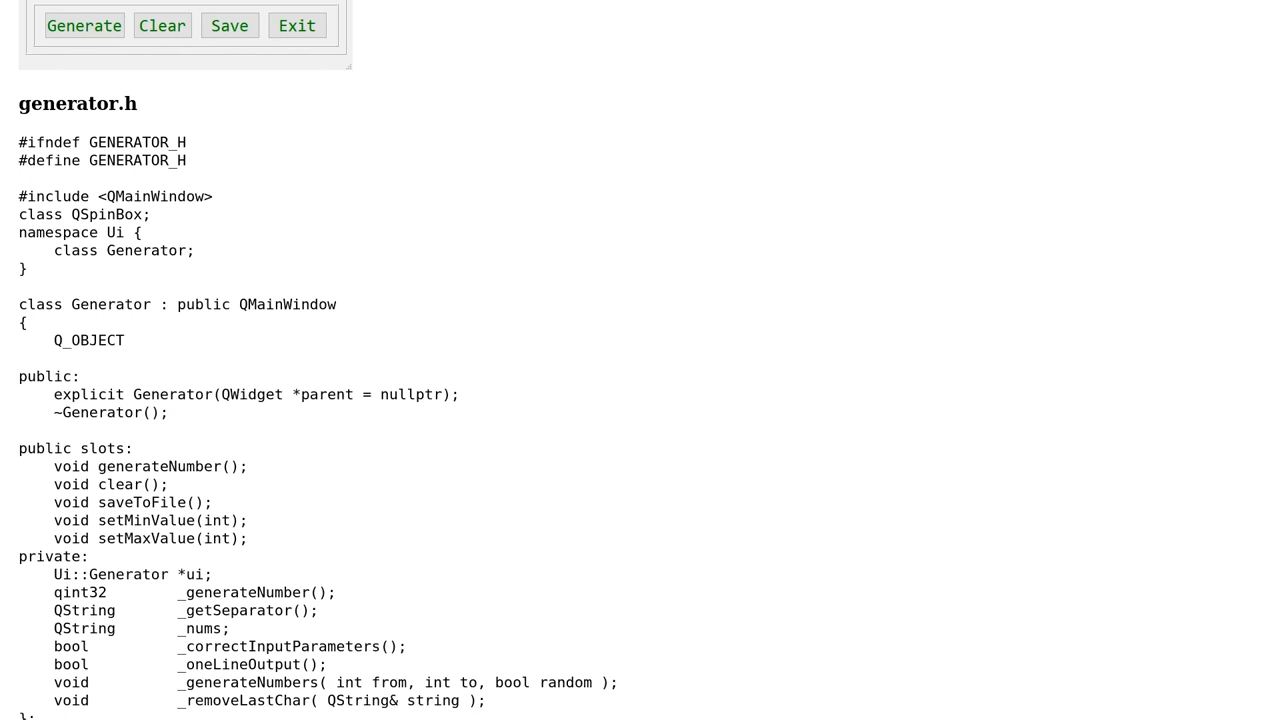 Generate Clear Save Exit
generator.h
#ifndef GENERATOR_H
#define GENERATOR_H
#include <QMainWindow>
class QSpinBox;
namespace Ui {
    class Generator;
}
class Generator : public QMainWindow
{
    Q_OBJECT
public:
    explicit Generator(QWidget *parent = nullptr);
    ~Generator();
public slots:
    void generateNumber();
    void clear();
    void saveToFile();
    void setMinValue(int);
    void setMaxValue(int);
private:
    Ui::Generator *ui;
    qint32        _generateNumber();
    QString       _getSeparator();
    QString       _nums;
    bool          _correctInputParameters();
    bool          _oneLineOutput();
    void          _generateNumbers( int from, int to, bool random );
    void          _removeLastChar( QString& string );
};